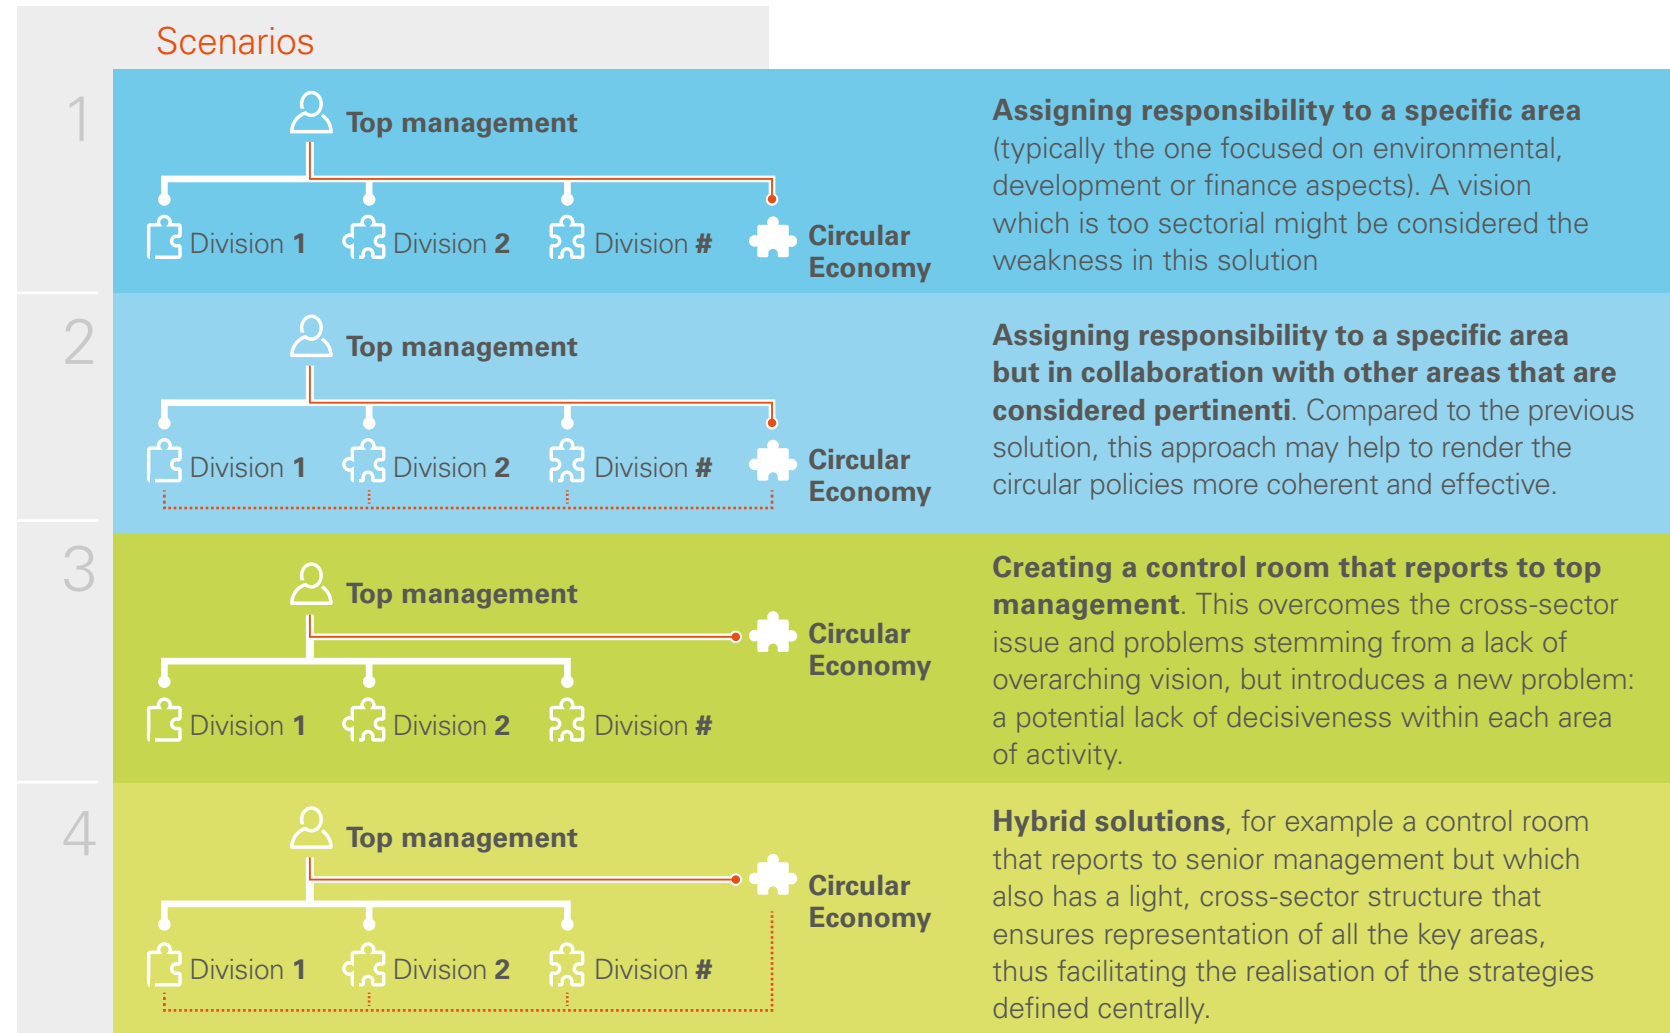 Scenarios
1
Top management
Division 1
Division 2
Division #
Circular
Economy
Assigning responsibility to a specific area
(typically the one focused on environmental,
development or finance aspects). A vision
which is too sectorial might be considered the
weakness in this solution
2
Top management
Division 1
Division 2
Division #
Circular
Economy
Assigning responsibility to a specific area
but in collaboration with other areas that are
considered pertinenti. Compared to the previous
solution, this approach may help to render the
circular policies more coherent and effective.
3
Top management
Circular
Economy
Division 1
Division 2
Division #
Creating a control room that reports to top
management. This overcomes the cross-sector
issue and problems stemming from a lack of
overarching vision, but introduces a new problem:
a potential lack of decisiveness within each area
of activity.
4
Top management
Circular
Economy
Division 1
Division 2
Division #
Hybrid solutions, for example a control room
that reports to senior management but which
also has a light, cross-sector structure that
ensures representation of all the key areas,
thus facilitating the realisation of the strategies
defined centrally.